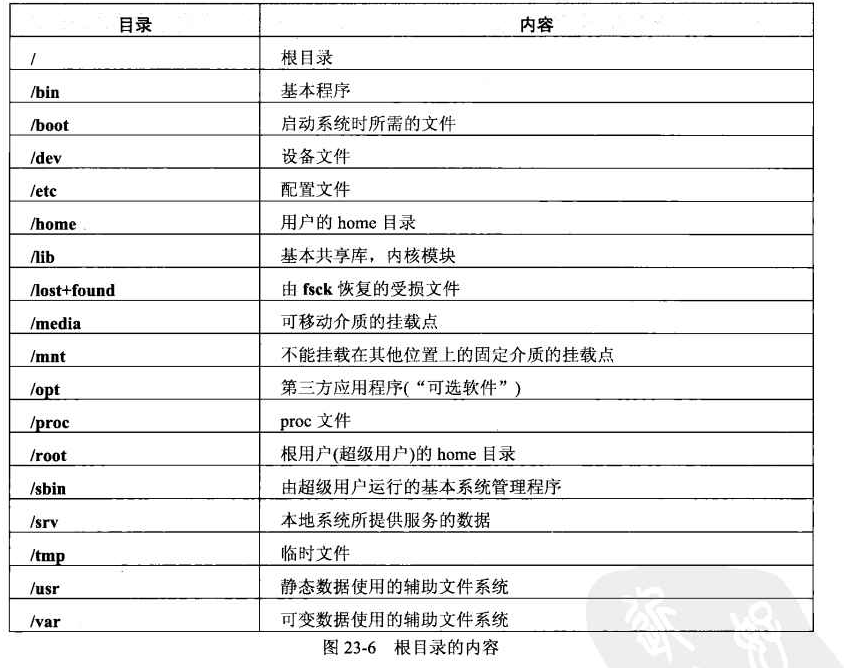 目录 内容
/ 根目录
/bin 基本程序
/boot 启动系统时所需的文件
/dev 设备文件
/etc 配置文件
/home 用户的 home 目录
/lib 基本共享库，内核模块
/lost+found 由 fsck 恢复的受损文件
/media 可移动介质的挂载点
/mnt 不能挂载在其他位置上的固定介质的挂载点
/opt 第三方应用程序(“可选软件”)
/proc proc 文件
/root 根用户(超级用户)的 home 目录
/sbin 由超级用户运行的基本系统管理程序
/srv 本地系统所提供服务的数据
/tmp 临时文件
/usr 静态数据使用的辅助文件系统
/var 可变数据使用的辅助文件系统
图 23-6 根目录的内容